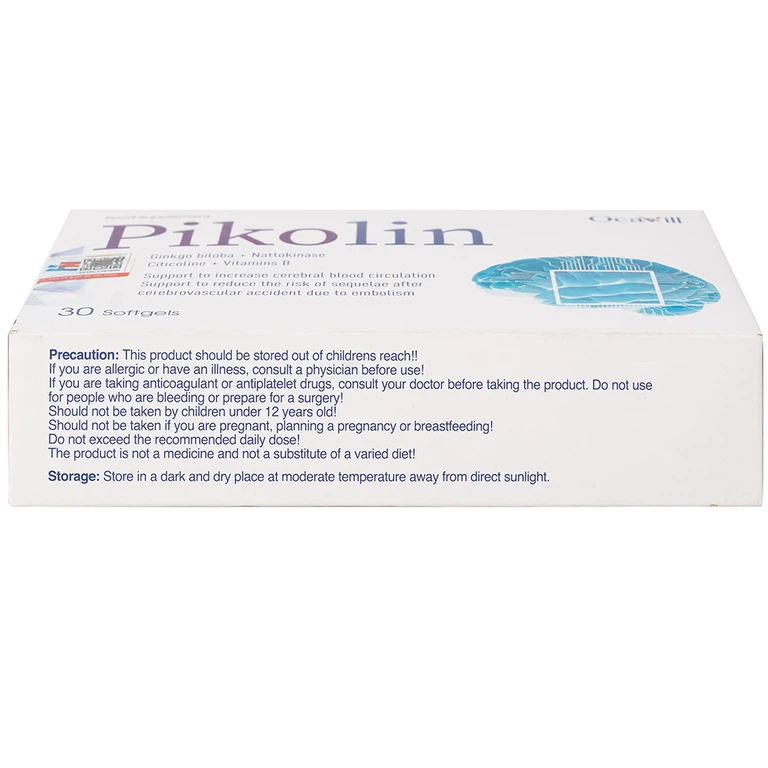 Food Supplement
Pikolin
Ocavill
Ginkgo biloba + Nattokinase
Citicoline + Vitamins B
Support to increase cerebral blood circulation
Support to reduce the risk of sequelae after
cerebrovascular accident due to embolism
30 Softgels
Precaution: This product should be stored out of childrens reach!!
If you are allergic or have an illness, consult a physician before use!
If you are taking anticoagulant or antiplatelet drugs, consult your doctor before taking the product. Do not use
for people who are bleeding or prepare for a surgery!
Should not be taken by children under 12 years old!
Should not be taken if you are pregnant, planning a pregnancy or breastfeeding!
Do not exceed the recommended daily dose!
The product is not a medicine and not a substitute of a varied diet!
Storage: Store in a dark and dry place at moderate temperature away from direct sunlight.